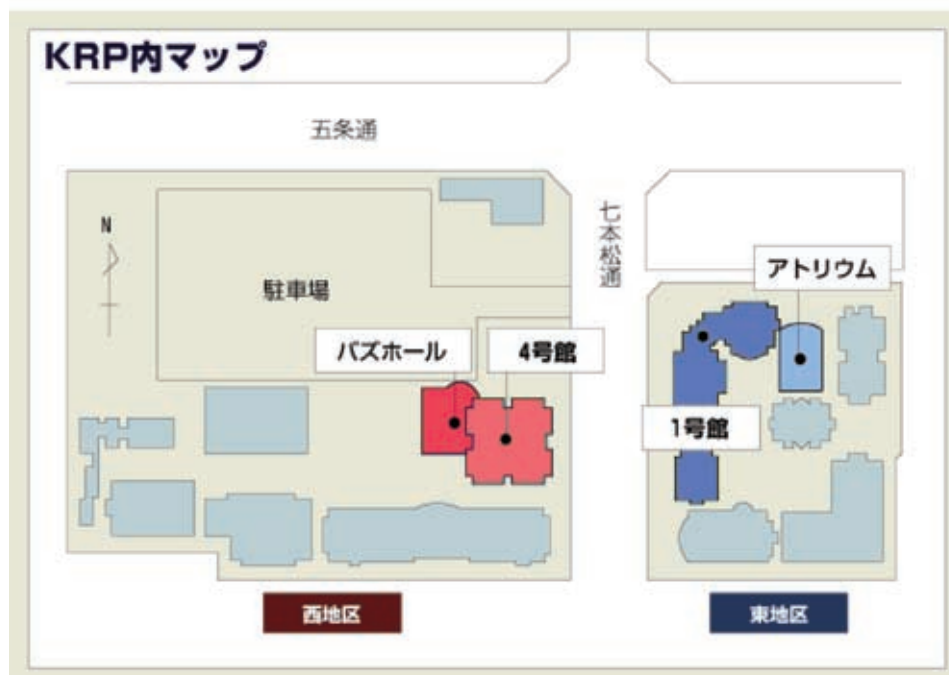 KRP内マップ
五条通
N
七本松通
アトリウム
駐車場
バズホール
4号館
1号館
西地区
東地区